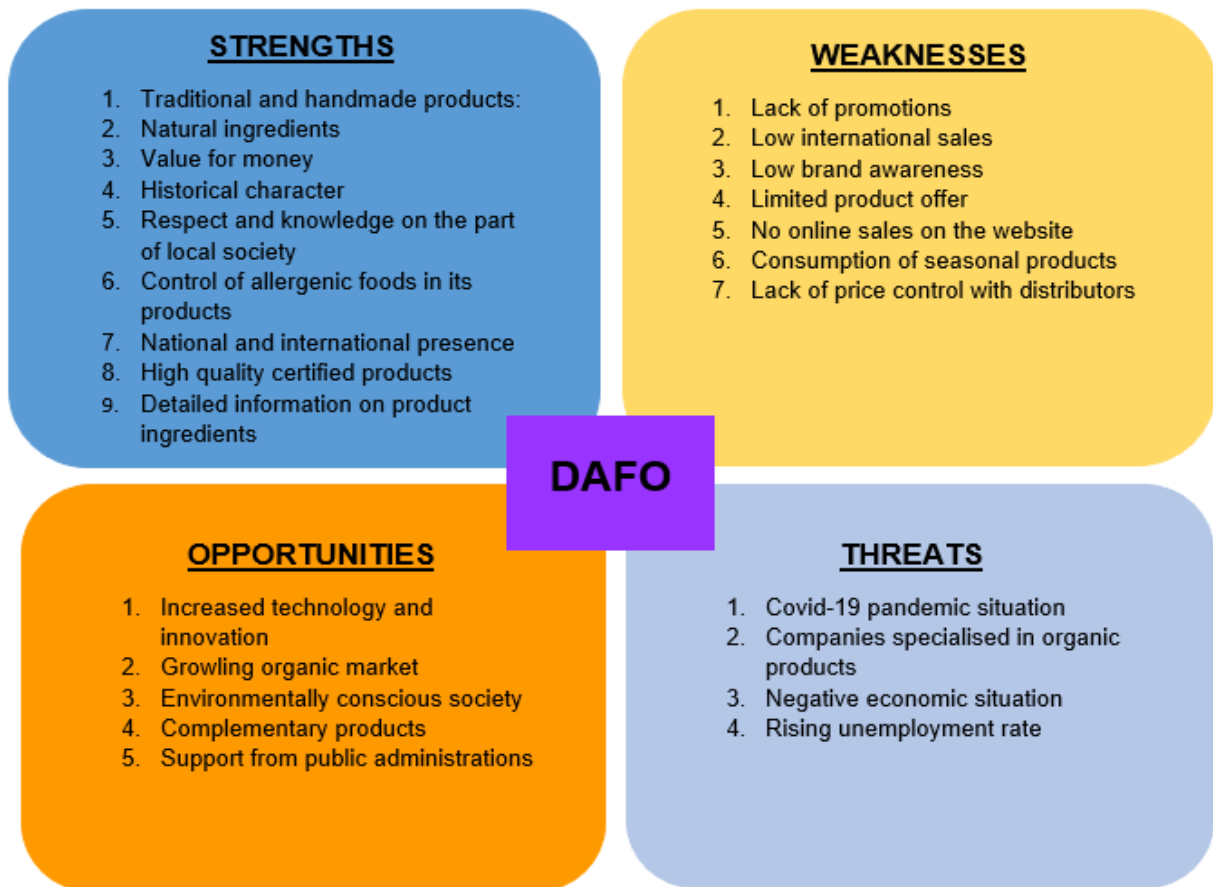 STRENGTHS
1. Traditional and handmade products:
2. Natural ingredients
3. Value for money
4. Historical character
5. Respect and knowledge on the part
of local society
6. Control of allergenic foods in its
products
7. National and international presence
8. High quality certified products
9. Detailed information on product
ingredients
WEAKNESSES
1. Lack of promotions
2. Low international sales
3. Low brand awareness
4. Limited product offer
5. No online sales on the website
6. Consumption of seasonal products
7. Lack of price control with distributors
DAFO
OPPORTUNITIES
1. Increased technology and
innovation
2. Growling organic market
3. Environmentally conscious society
4. Complementary products
5. Support from public administrations
THREATS
1. Covid-19 pandemic situation
2. Companies specialised in organic
products
3. Negative economic situation
4. Rising unemployment rate